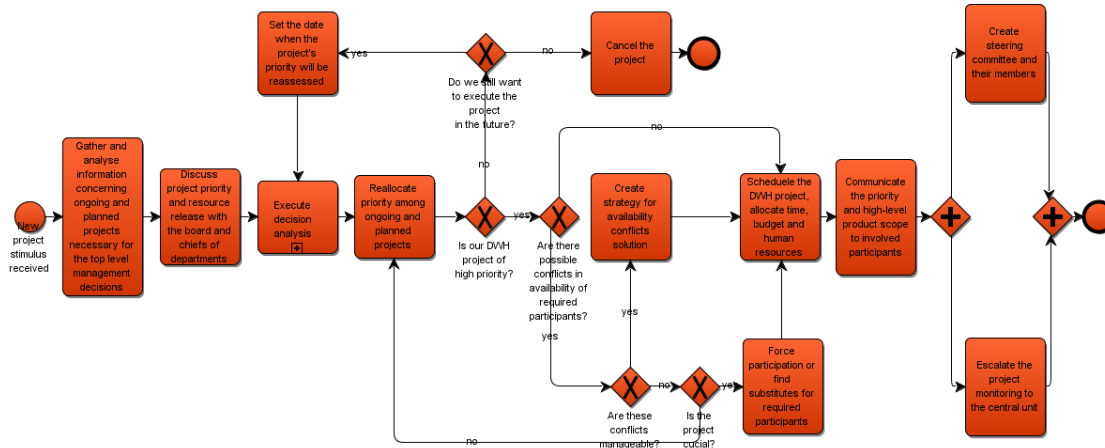 Set the date
when the
project's
priority will be
reassessed
yes
no
Cancel the
project
Do we still want
to execute the
project
in the future?
Create
steering
committee and
their members
no
no
New
project
stimulus
received
Gather and
analyse
information
concerning
ongoing and
planned
projects
necessary for
the top level
management
decisions
Discuss
project priority
and resource
release with
the board and
chiefs of
departments
Execute
decision
analysis
Reallocate
priority among
ongoing and
planned
projects
Is our DWH
project of
high priority?
yes
Are there
possible
conflicts in
availability of
required
participants?
Create
strategy for
availability
conflicts
solution
Scheduele the
DWH project,
allocate time,
budget and
human
resources
Communicate
the priority
and high-level
product scope
to involved
participants
yes
yes
Are these
conflicts
manageable?
no
Is the
project
cucial?
yes
no
Force
participation or
find
substitutes for
required
participants
Escalate the
project
monitoring to
the central unit